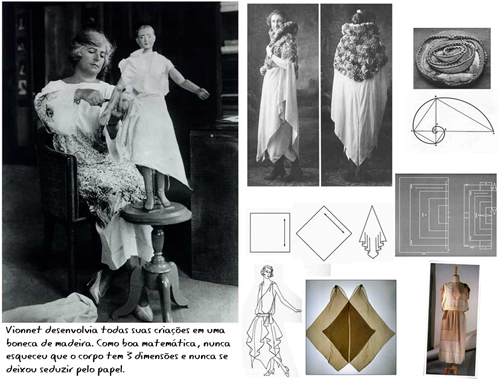 Vionnet desenvolvia todas suas criações em uma
boneca de madeira. Como boa matemática, nunca
esqueceu que o corpo tem 3 dimensões e nunca se
deixou seduzir pelo papel.